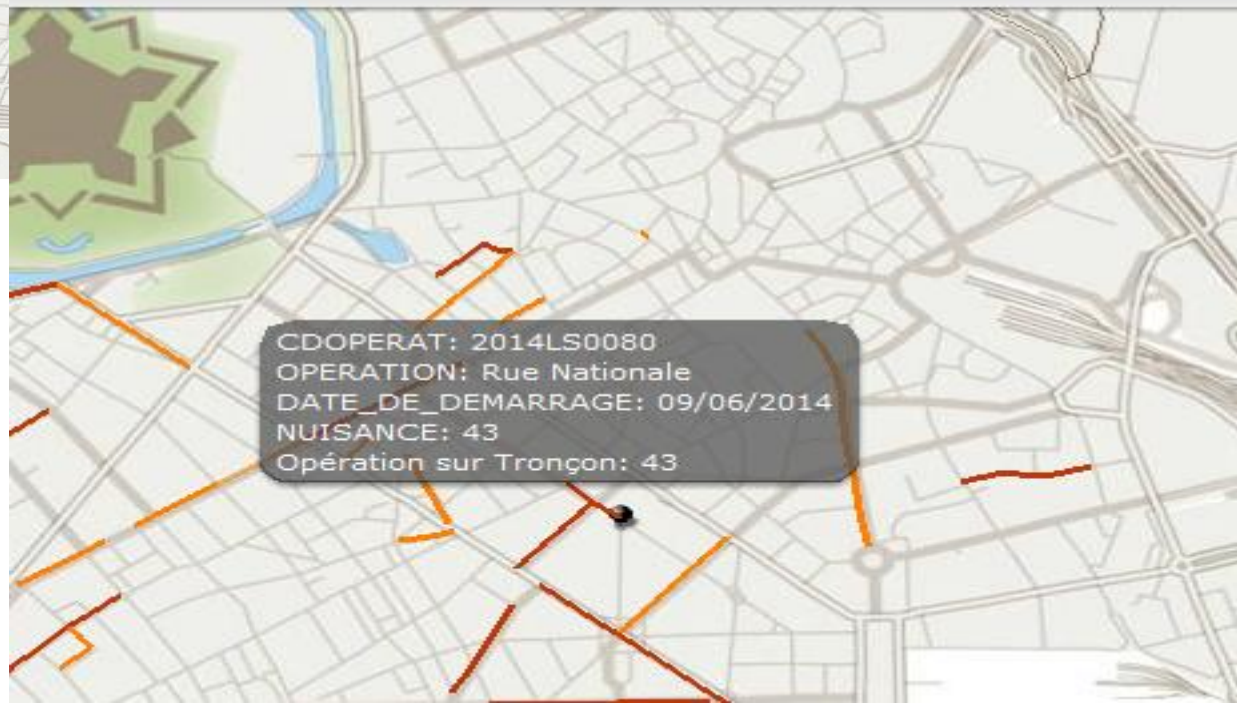 CDOPERAT: 2014LS0080
OPERATION: Rue Nationale
DATE_DE_DEMARRAGE: 09/06/2014
NUISANCE: 43
Opération sur Tronçon: 43